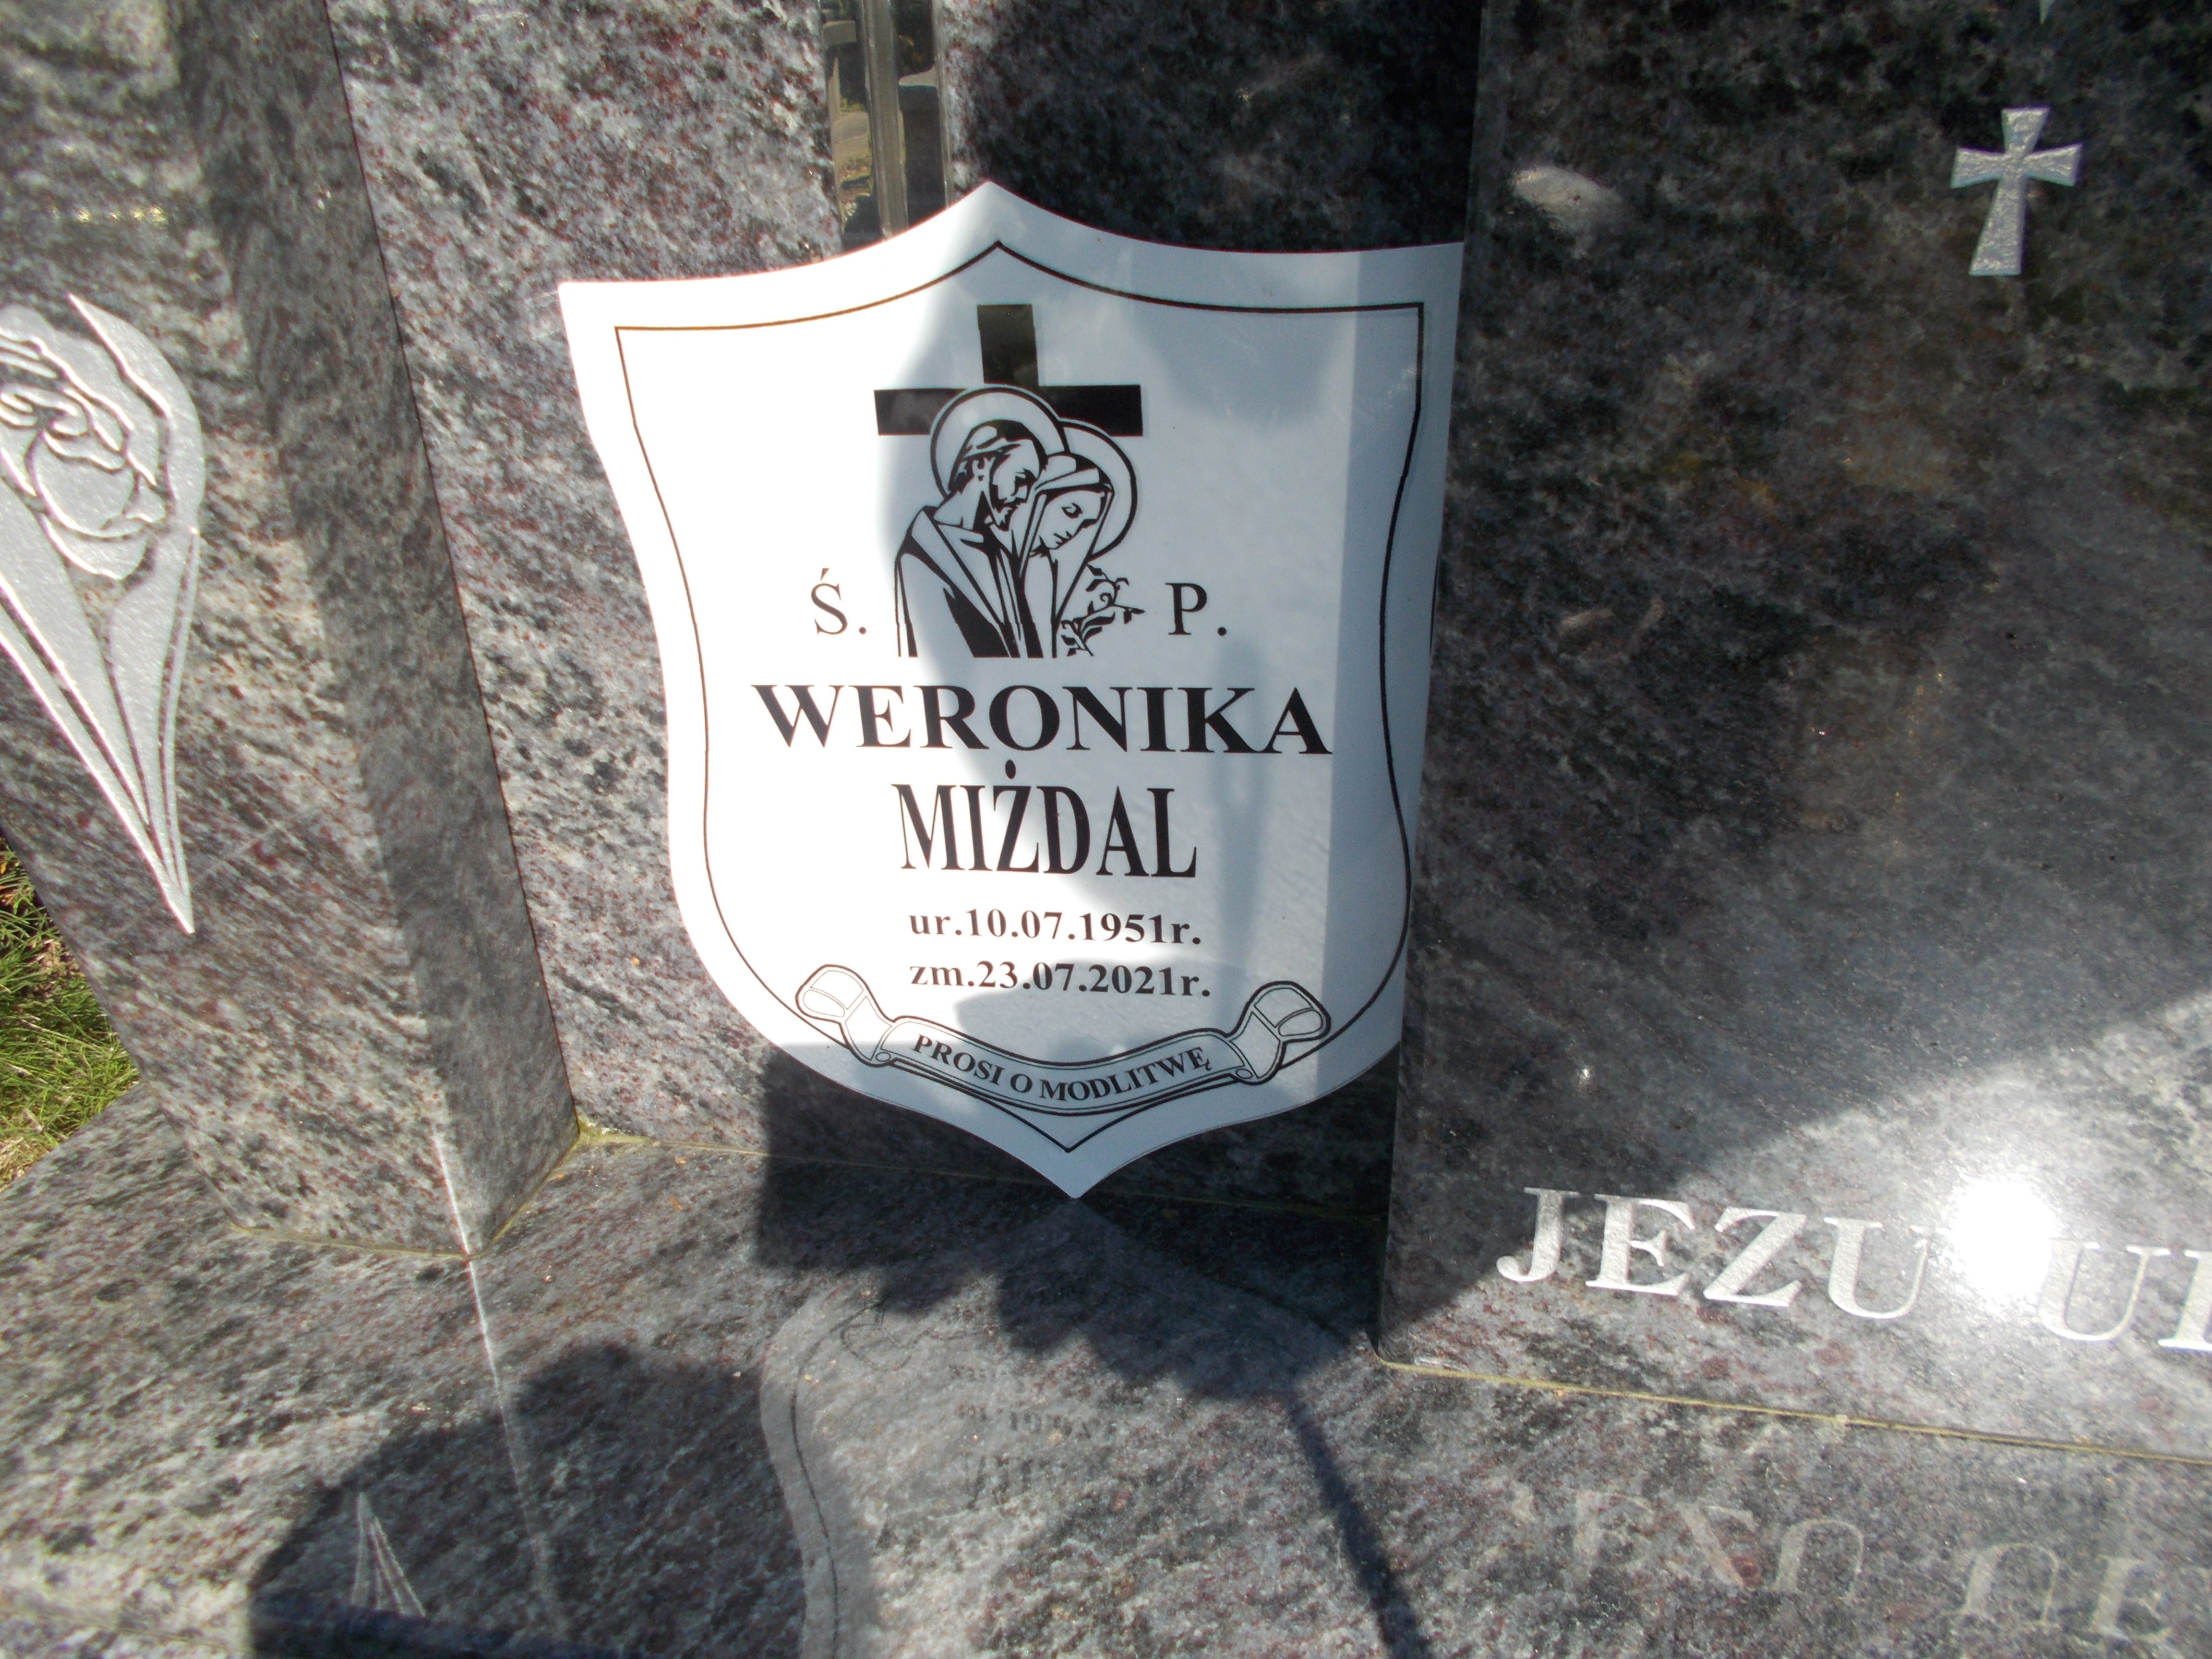 Ś. P.
WERONIKA
MIŻDAL
ur.10.07.1951r.
zm.23.07.2021r.
PROSI O MODLITWĘ
JEZU